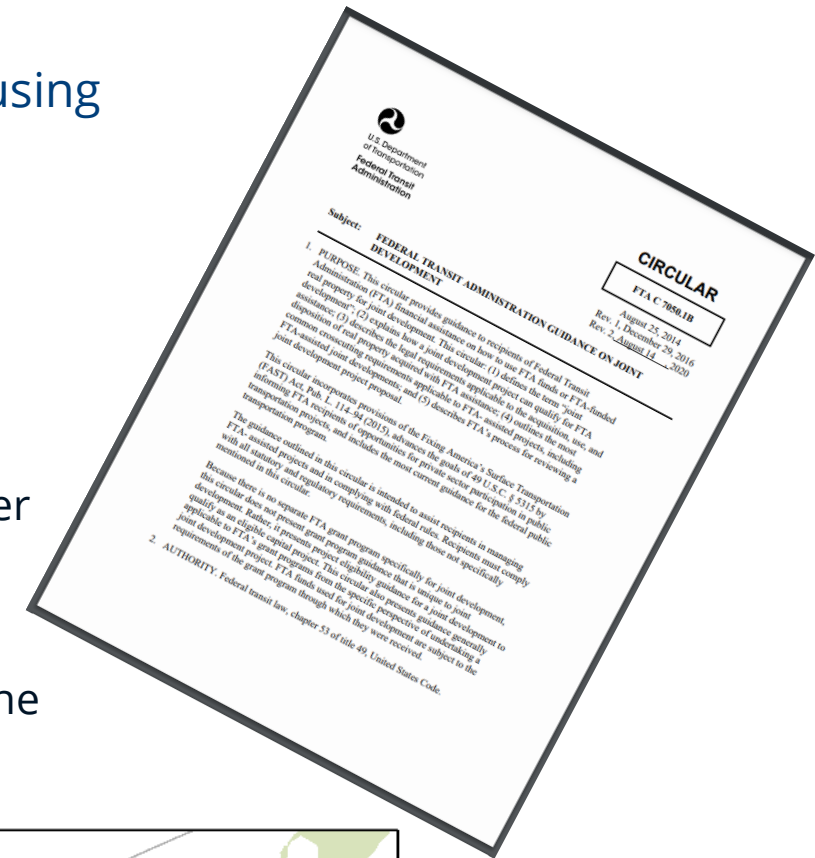 using
er
he
U.S. Department
of Transportation
Federal Transit
Administration
CIRCULAR
FTA C 7050.1B
August 25, 2014
Rev. 1, December 29, 2016
Rev. 2, August 14, 2020
Subject: FEDERAL TRANSIT ADMINISTRATION GUIDANCE ON JOINT
DEVELOPMENT
1. PURPOSE. This circular provides guidance to recipients of Federal Transit
Administration (FTA) financial assistance on how to use FTA funds or FTA-funded
real property for joint development. This circular: (1) defines the term “joint
development”; (2) explains how a joint development project can qualify for FTA
assistance; (3) describes the legal requirements applicable to the acquisition, use, and
disposition of real property acquired with FTA assistance; (4) outlines the most
common crosscutting requirements applicable to FTA-assisted projects, including
FTA-assisted joint developments; and (5) describes FTA’s process for reviewing a
joint development project proposal.
This circular incorporates provisions of the Fixing America’s Surface Transportation
(FAST) Act, Pub. L. 114–94 (2015), advances the goals of 49 U.S.C. § 5315 by
informing FTA recipients of opportunities for private sector participation in public
transportation projects, and includes the most current guidance for the federal public
transportation program.
The guidance outlined in this circular is intended to assist recipients in managing
FTA- assisted projects and in complying with federal rules. Recipients must comply
with all statutory and regulatory requirements, including those not specifically
mentioned in this circular.
Because there is no separate FTA grant program specifically for joint development,
this circular does not present grant program guidance that is unique to joint
development. Rather, it presents project eligibility guidance for a joint development to
qualify as an eligible capital project. This circular also presents guidance generally
applicable to FTA’s grant programs from the specific perspective of undertaking a
joint development project. FTA funds used for joint development are subject to the
requirements of the grant program through which they were received.
2. AUTHORITY. Federal transit law, chapter 53 of title 49, United States Code.